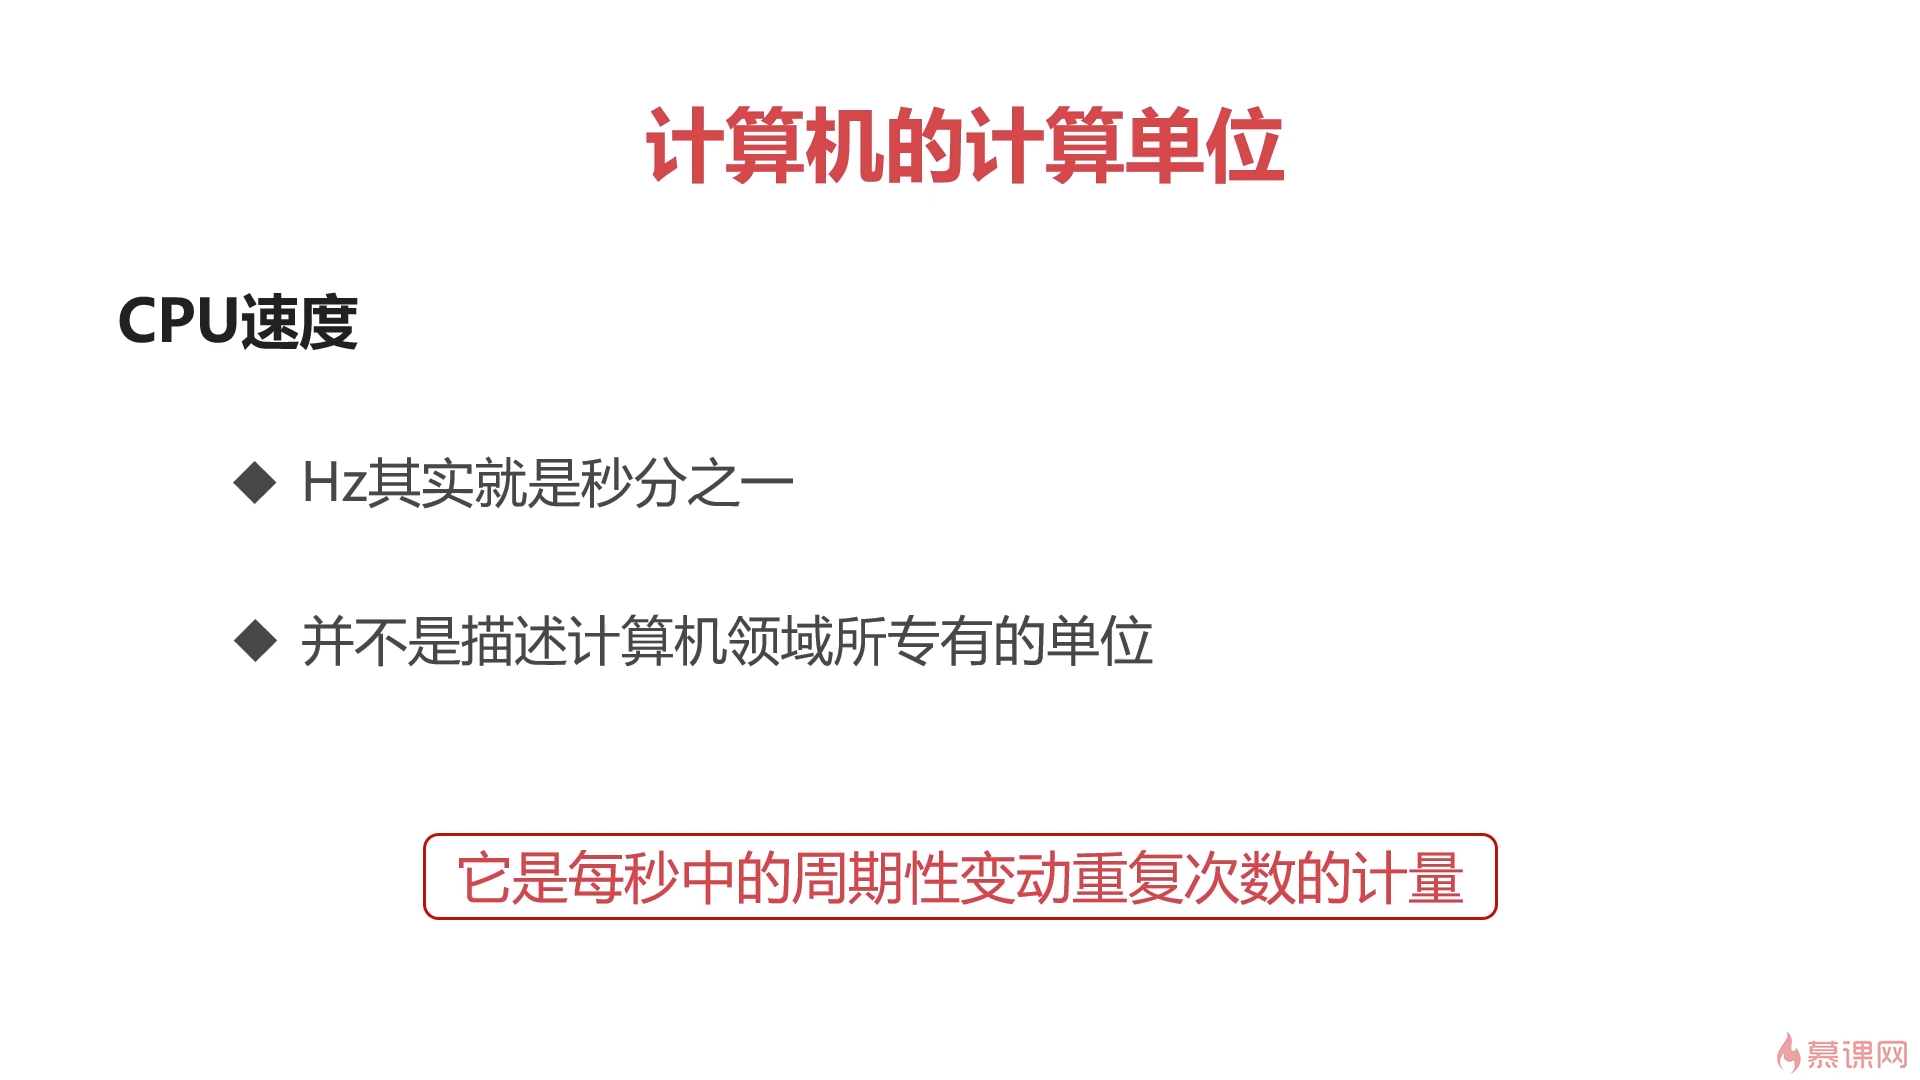 计算机的计算单位
CPU速度
◆ Hz其实就是秒分之一
◆ 并不是描述计算机领域所专有的单位
它是每秒中的周期性变动重复次数的计量
慕课网